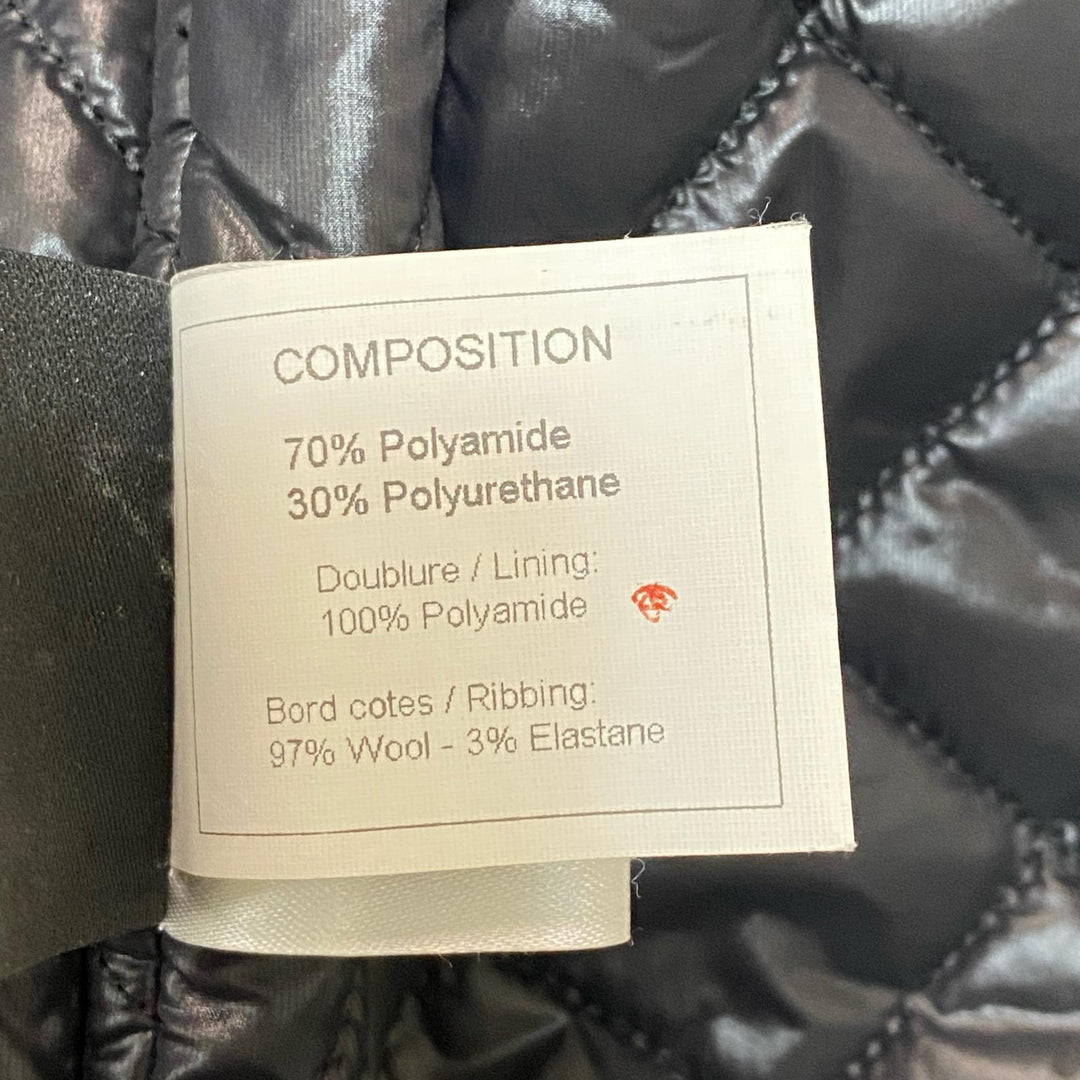 COMPOSITION
70% Polyamide
30% Polyurethane
Doublure / Lining:
100% Polyamide
Bord cotes / Ribbing:
97% Wool - 3% Elastane